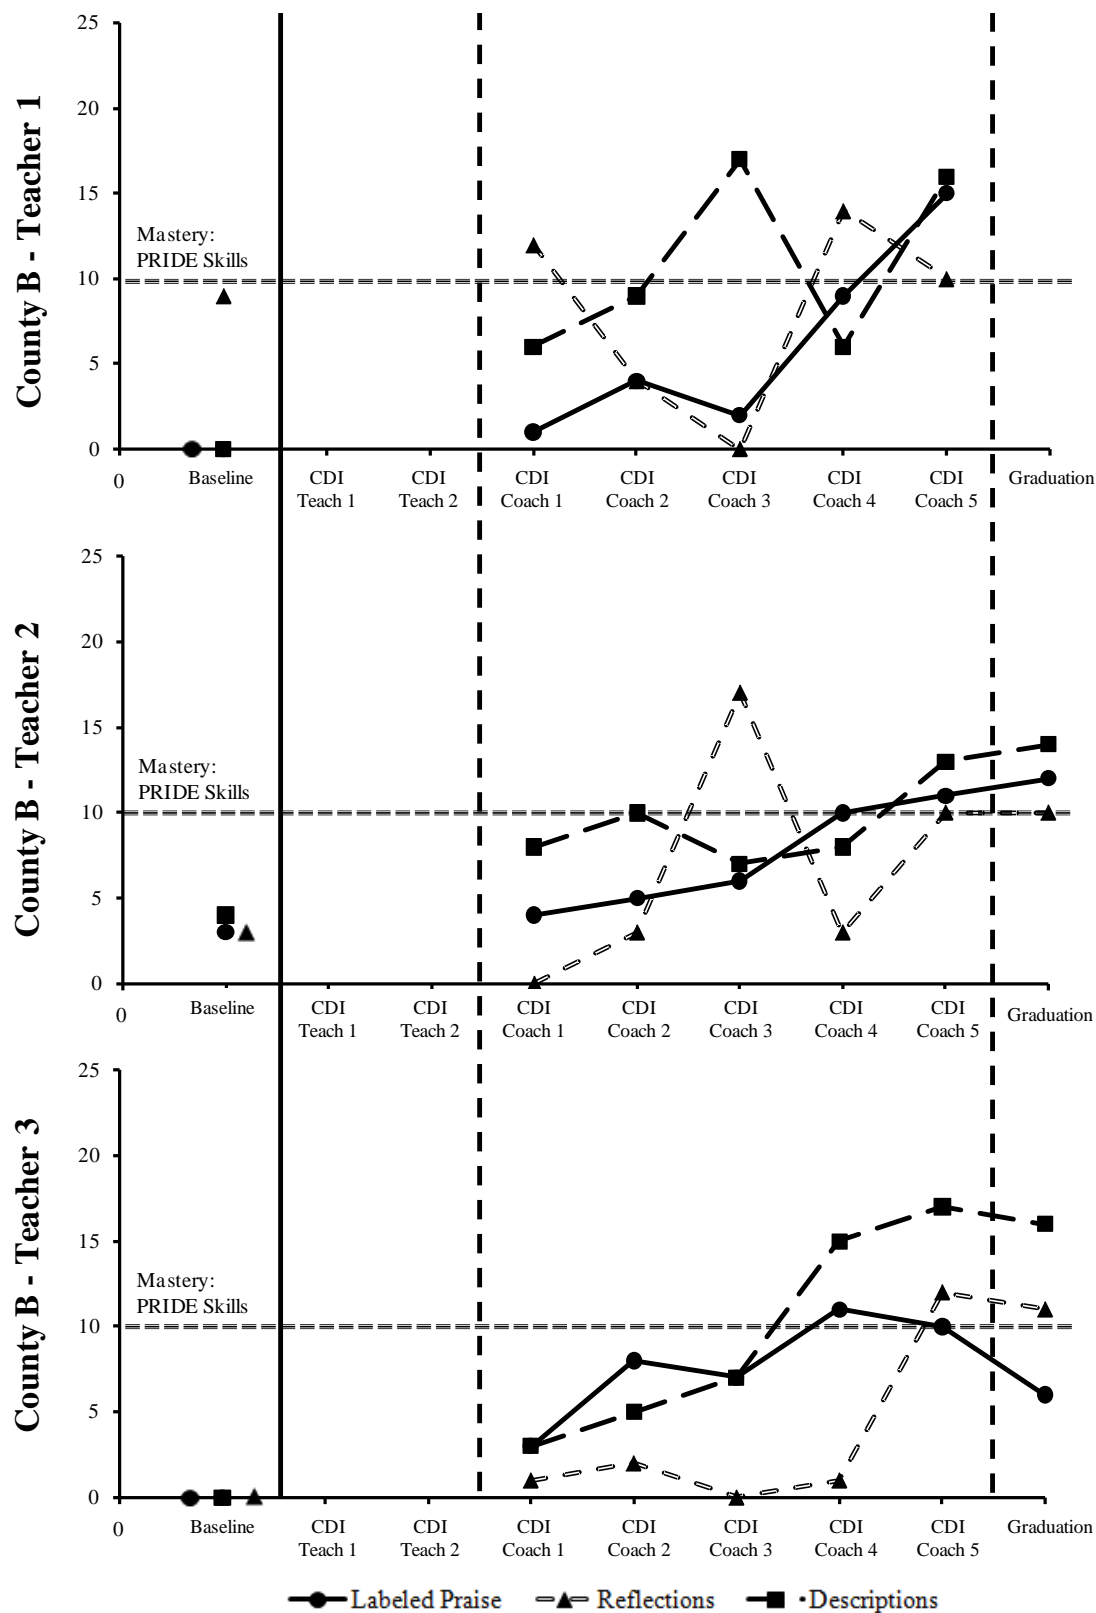 County B - Teacher 1
25
20
15
10
5
0
Mastery:
PRIDE Skills
0
Baseline
CDI
Teach 1
CDI
Teach 2
CDI
Coach 1
CDI
Coach 2
CDI
Coach 3
CDI
Coach 4
CDI
Coach 5
Graduation
County B - Teacher 2
25
20
15
10
5
0
Mastery:
PRIDE Skills
0
Baseline
CDI
Teach 1
CDI
Teach 2
CDI
Coach 1
CDI
Coach 2
CDI
Coach 3
CDI
Coach 4
CDI
Coach 5
Graduation
County B - Teacher 3
25
20
15
10
5
0
Mastery:
PRIDE Skills
0
Baseline
CDI
Teach 1
CDI
Teach 2
CDI
Coach 1
CDI
Coach 2
CDI
Coach 3
CDI
Coach 4
CDI
Coach 5
Graduation
Labeled Praise
Reflections
Descriptions